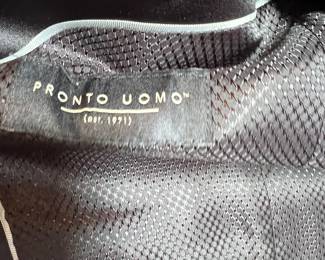 PRONTO UOMO™
(est. 1971)